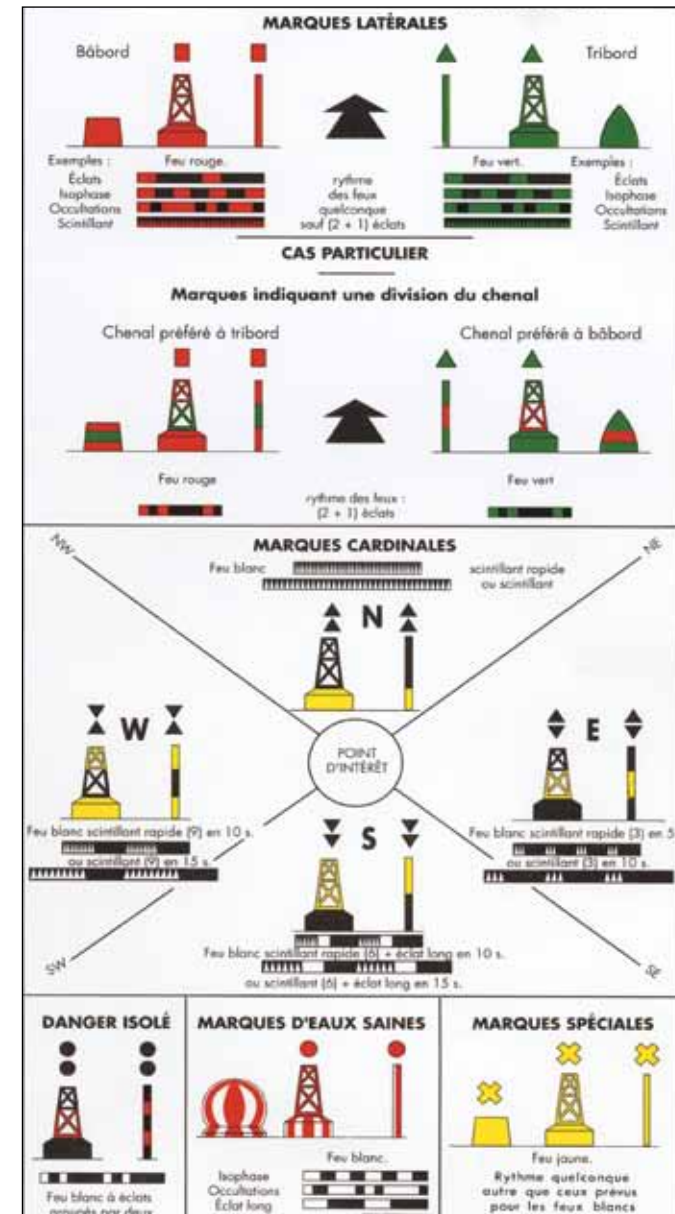 MARQUES LATÉRALES
Bâbord
Tribord
Exemples :
Feu rouge.
Éclats
Isophase
Occultations
Scintillant
rythme
des feux
quelconque
sauf (2 + 1) éclats
Feu vert.
Exemples :
Éclats
Isophase
Occultations
Scintillant
CAS PARTICULIER
Marques indiquant une division du chenal
Chenal préféré à tribord
Chenal préféré à bâbord
Feu rouge
rythme des feux :
(2 + 1) éclats
Feu vert
MARQUES CARDINALES
NW
NE
Feu blanc
scintillant rapide
ou scintillant
N
W
POINT
D'INTÉRÊT
E
Feu blanc scintillant rapide (9) en 10 s.
ou scintillant (9) en 15 s.
Feu blanc scintillant rapide (3) en 5
ou scintillant (3) en 10 s.
S
Feu blanc scintillant rapide (6) + éclat long en 10 s.
ou scintillant (6) + éclat long en 15 s.
SW
SE
DANGER ISOLÉ
Feu blanc à éclats
groupés par deux
MARQUES D'EAUX SAINES
Feu blanc.
Isophase
Occultations
Éclat long
MARQUES SPÉCIALES
Feu jaune.
Rythme quelconque
autre que ceux prévus
pour les feux blancs